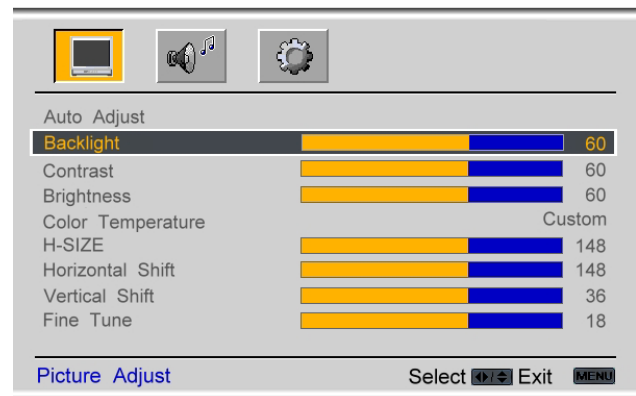 Auto Adjust
Backlight 60
Contrast 60
Brightness 60
Color Temperature Custom
H-SIZE 148
Horizontal Shift 148
Vertical Shift 36
Fine Tune 18
Picture Adjust Select Exit MENU